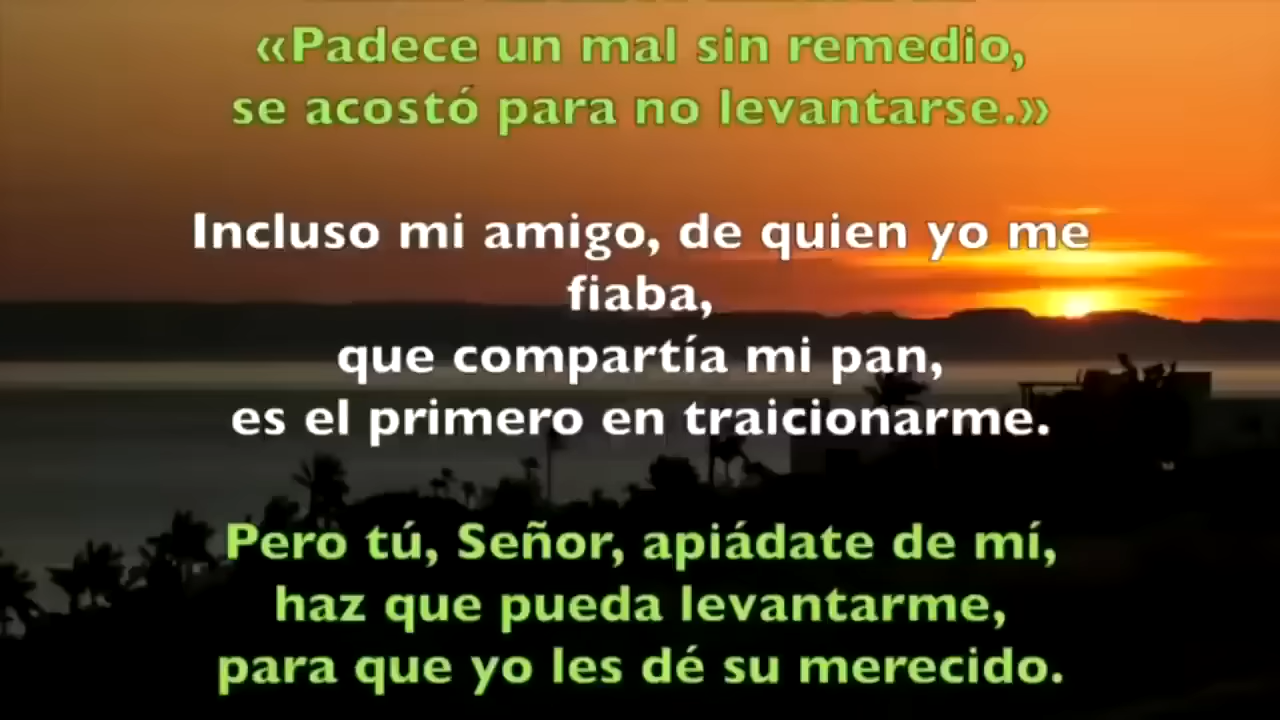 «Padece un mal sin remedio,
se acostó para no levantarse.»
Incluso mi amigo, de quien yo me
fiaba,
que compartía mi pan,
es el primero en traicionarme.
Pero tú, Señor, apiádate de mí,
haz que pueda levantarme,
para que yo les dé su merecido.